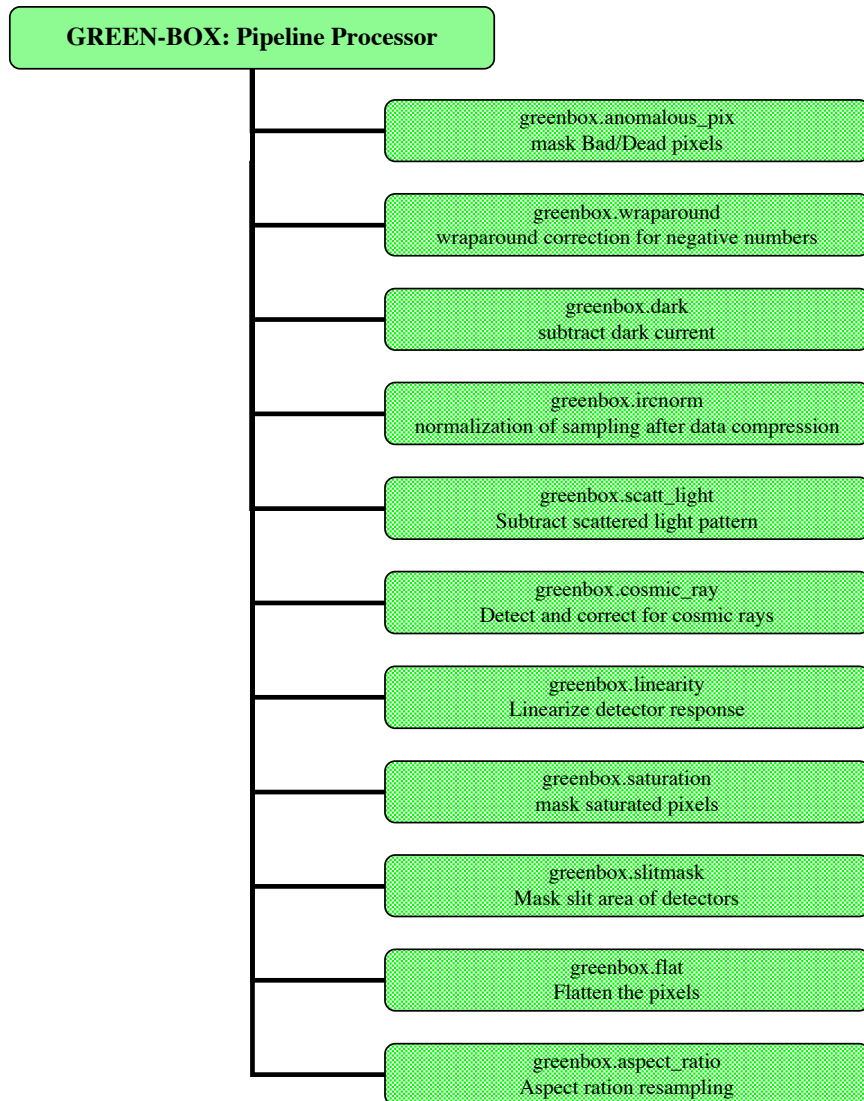 GREEN-BOX: Pipeline Processor
greenbox.anomalous_pix
mask Bad/Dead pixels
greenbox.wraparound
wraparound correction for negative numbers
greenbox.dark
subtract dark current
greenbox.ircnorm
normalization of sampling after data compression
greenbox.scatt_light
Subtract scattered light pattern
greenbox.cosmic_ray
Detect and correct for cosmic rays
greenbox.linearity
Linearize detector response
greenbox.saturation
mask saturated pixels
greenbox.slitmask
Mask slit area of detectors
greenbox.flat
Flatten the pixels
greenbox.aspect_ratio
Aspect ration resampling